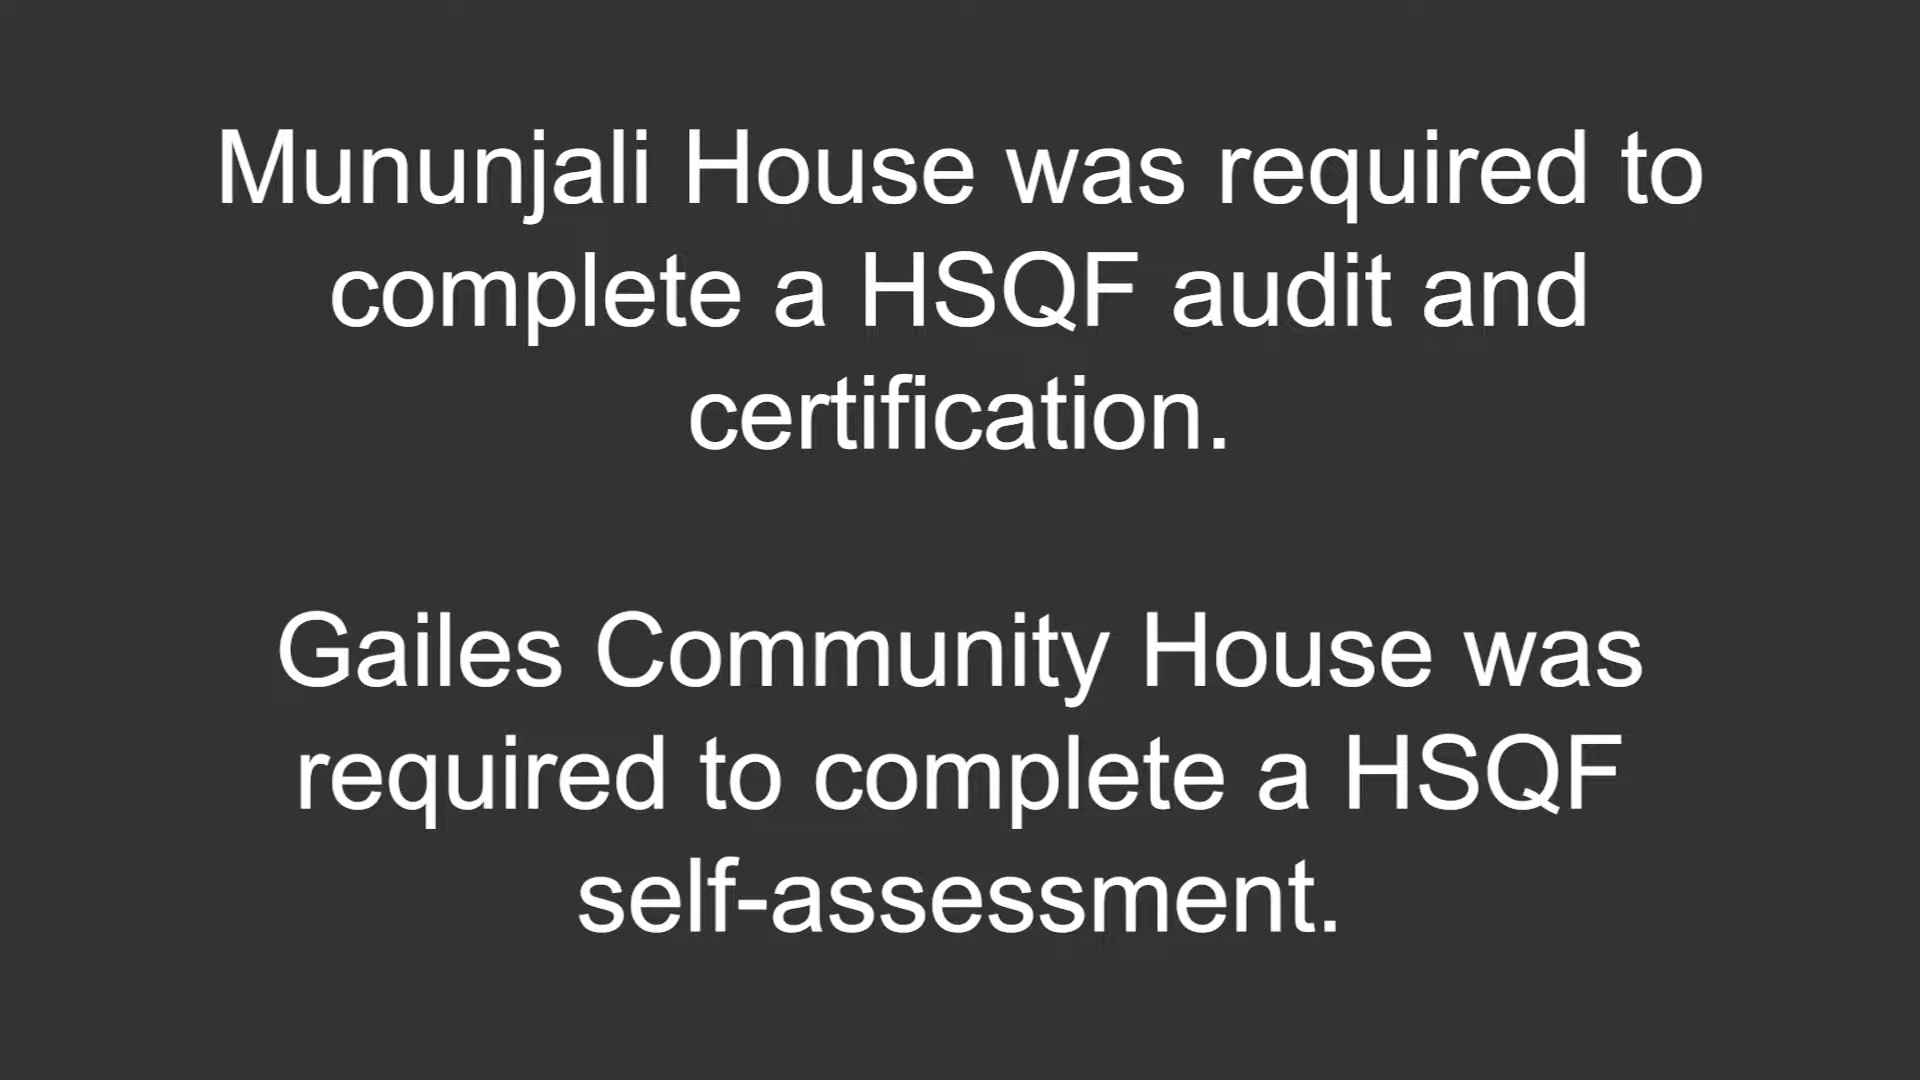 Mununjali House was required to
complete a HSQF audit and
certification.
Gailes Community House was
required to complete a HSQF
self-assessment.